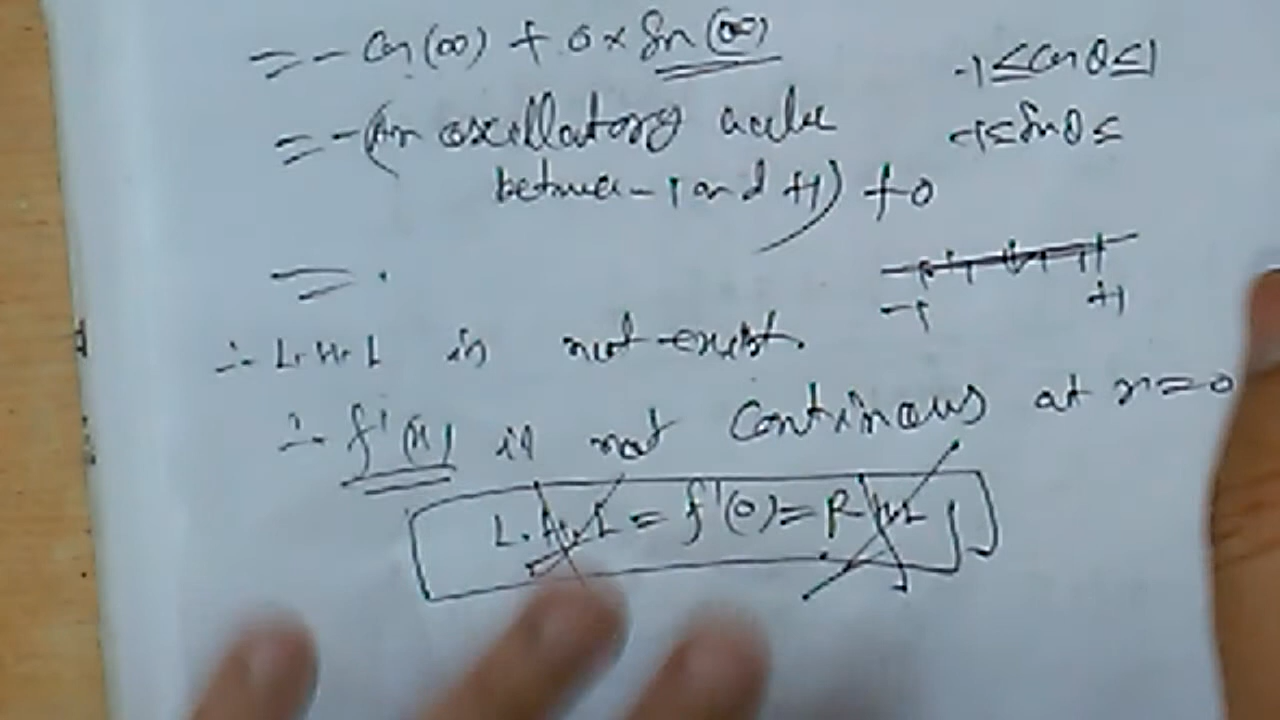 = - Cos(∞) + 0 × Sin(∞)
-1 ≤ Cos θ ≤ 1
= - (An oscillatory value
-1 ≤ Sin θ ≤
between -1 and +1) + 0
= .
-1 +1
∴ L.H.L is not exist.
∴ f'(x) is not Continous at x = 0
L.H.L = f'(0) = R.H.L